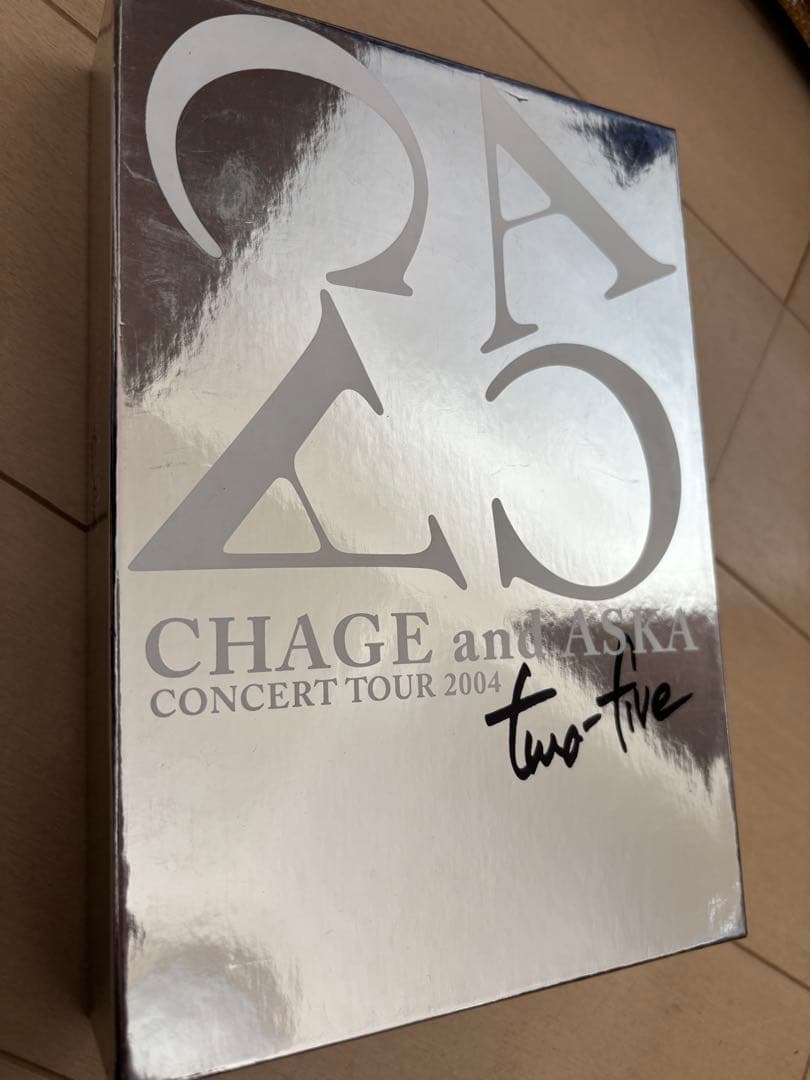 C A
A C
CHAGE and ASKA
CONCERT TOUR 2004 two-five